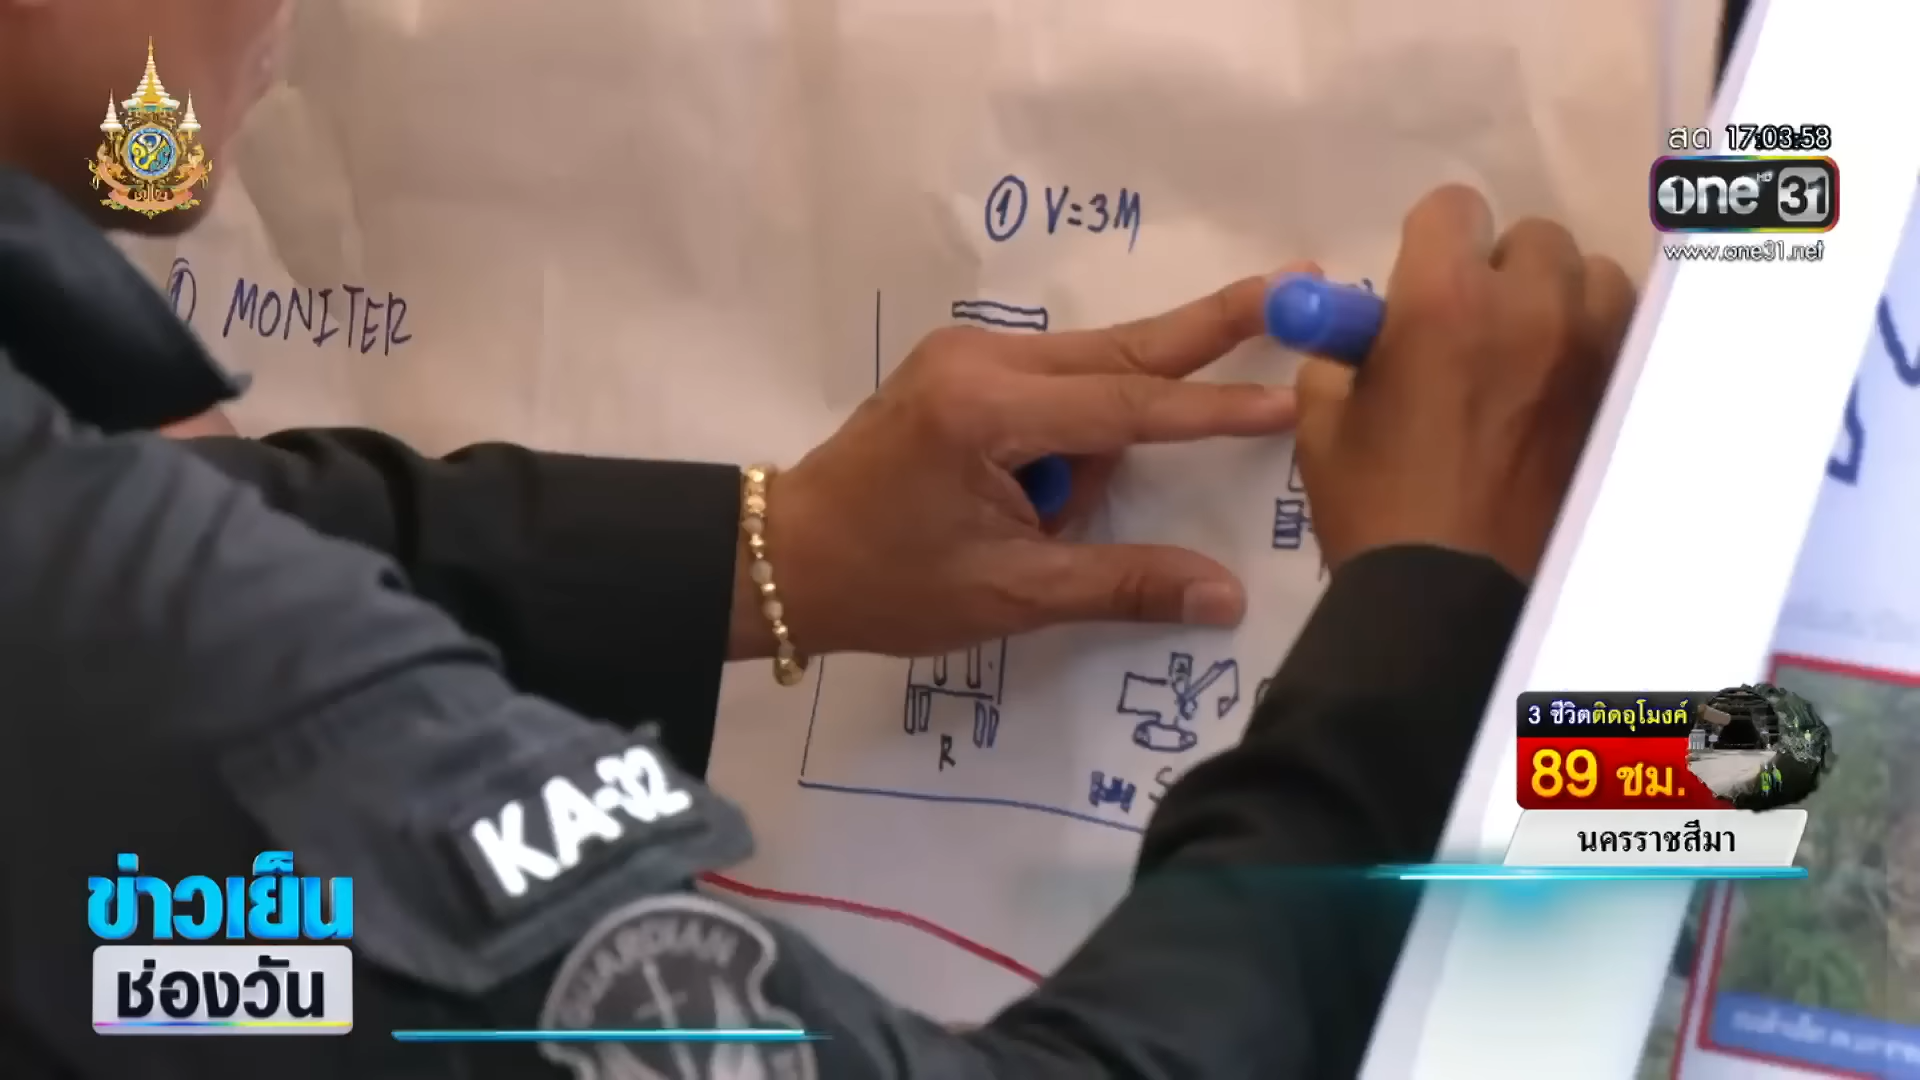 สด 17:03:58
one HD 31
www.one31.net
① V=3M
① MONITER
R
KA-32
GUARDIAN
3 ชีวิตติดอุโมงค์
89 ชม.
นครราชสีมา
ข่าวเย็น
ช่องวัน